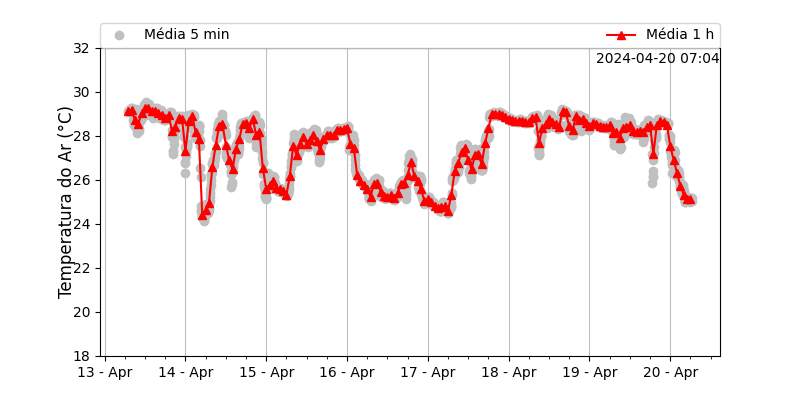 Média 5 min
Média 1 h
2024-04-20 07:04
Temperatura do Ar (°C)
32
30
28
26
24
22
20
18
13 - Apr
14 - Apr
15 - Apr
16 - Apr
17 - Apr
18 - Apr
19 - Apr
20 - Apr